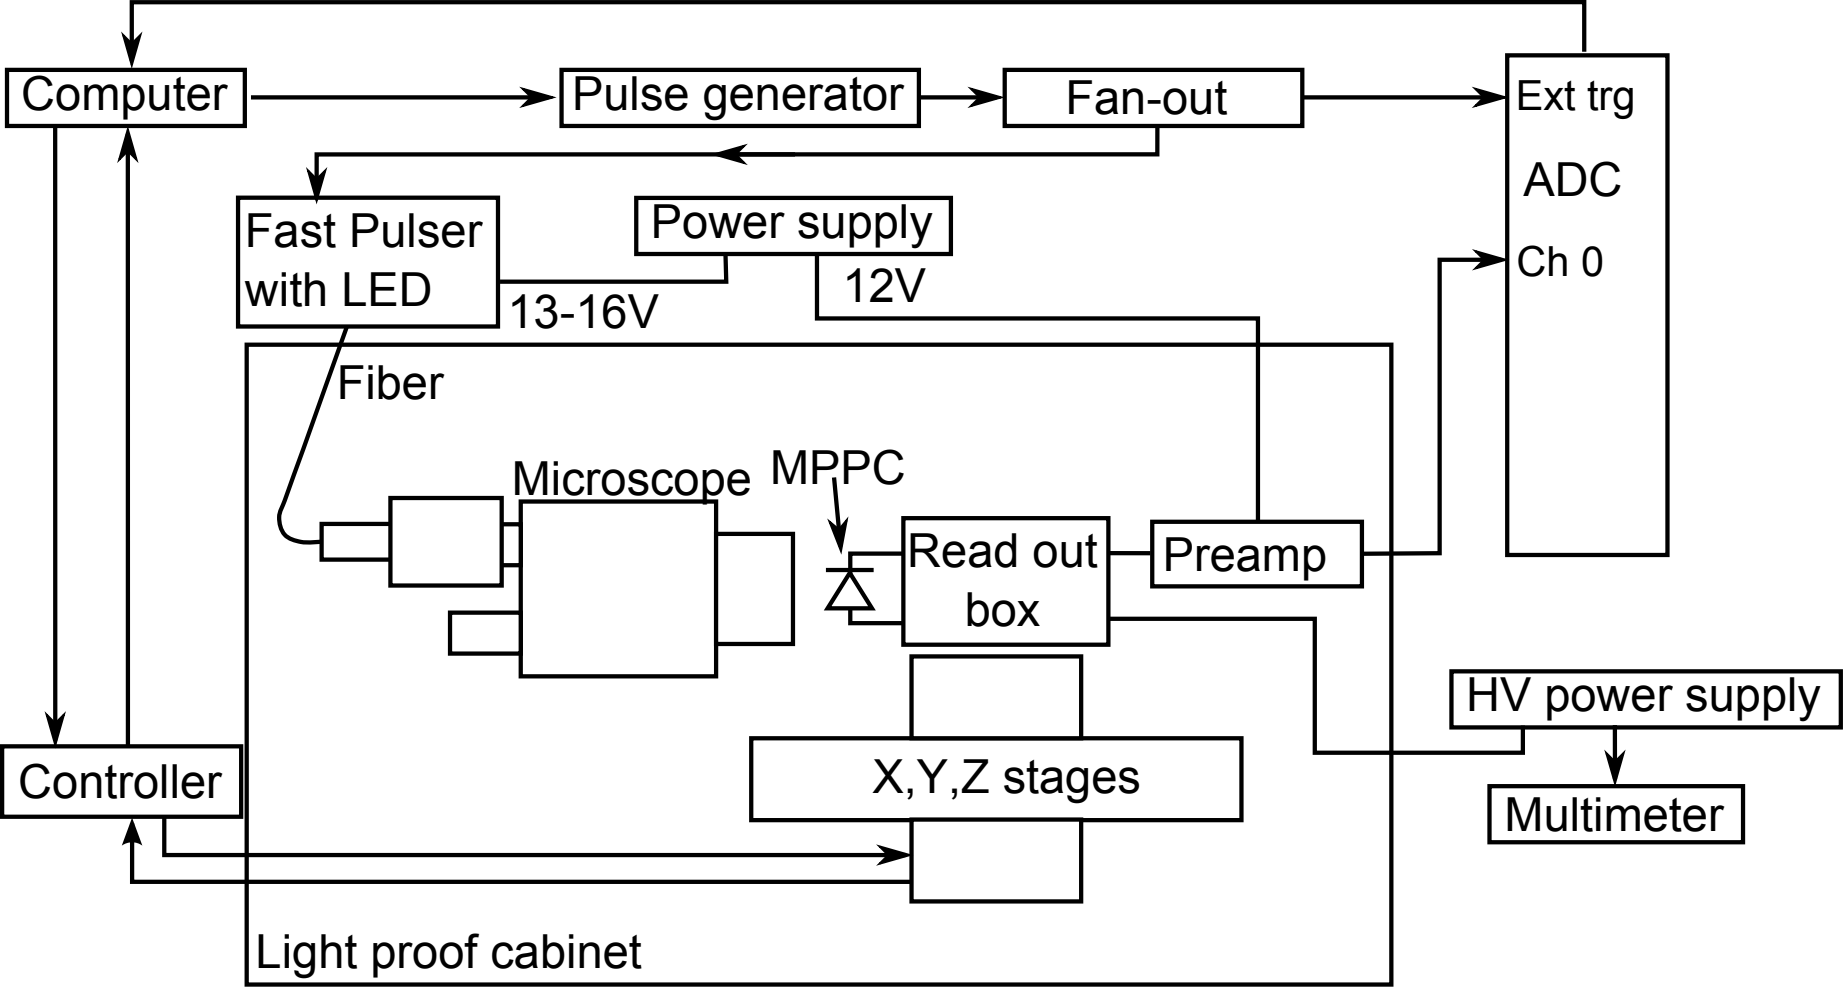 Computer
Pulse generator
Fan-out
Ext trg
ADC
Ch 0
Fast Pulser
with LED
Power supply
13-16V
12V
Fiber
Microscope
MPPC
Read out
box
Preamp
HV power supply
Controller
X,Y,Z stages
Multimeter
Light proof cabinet